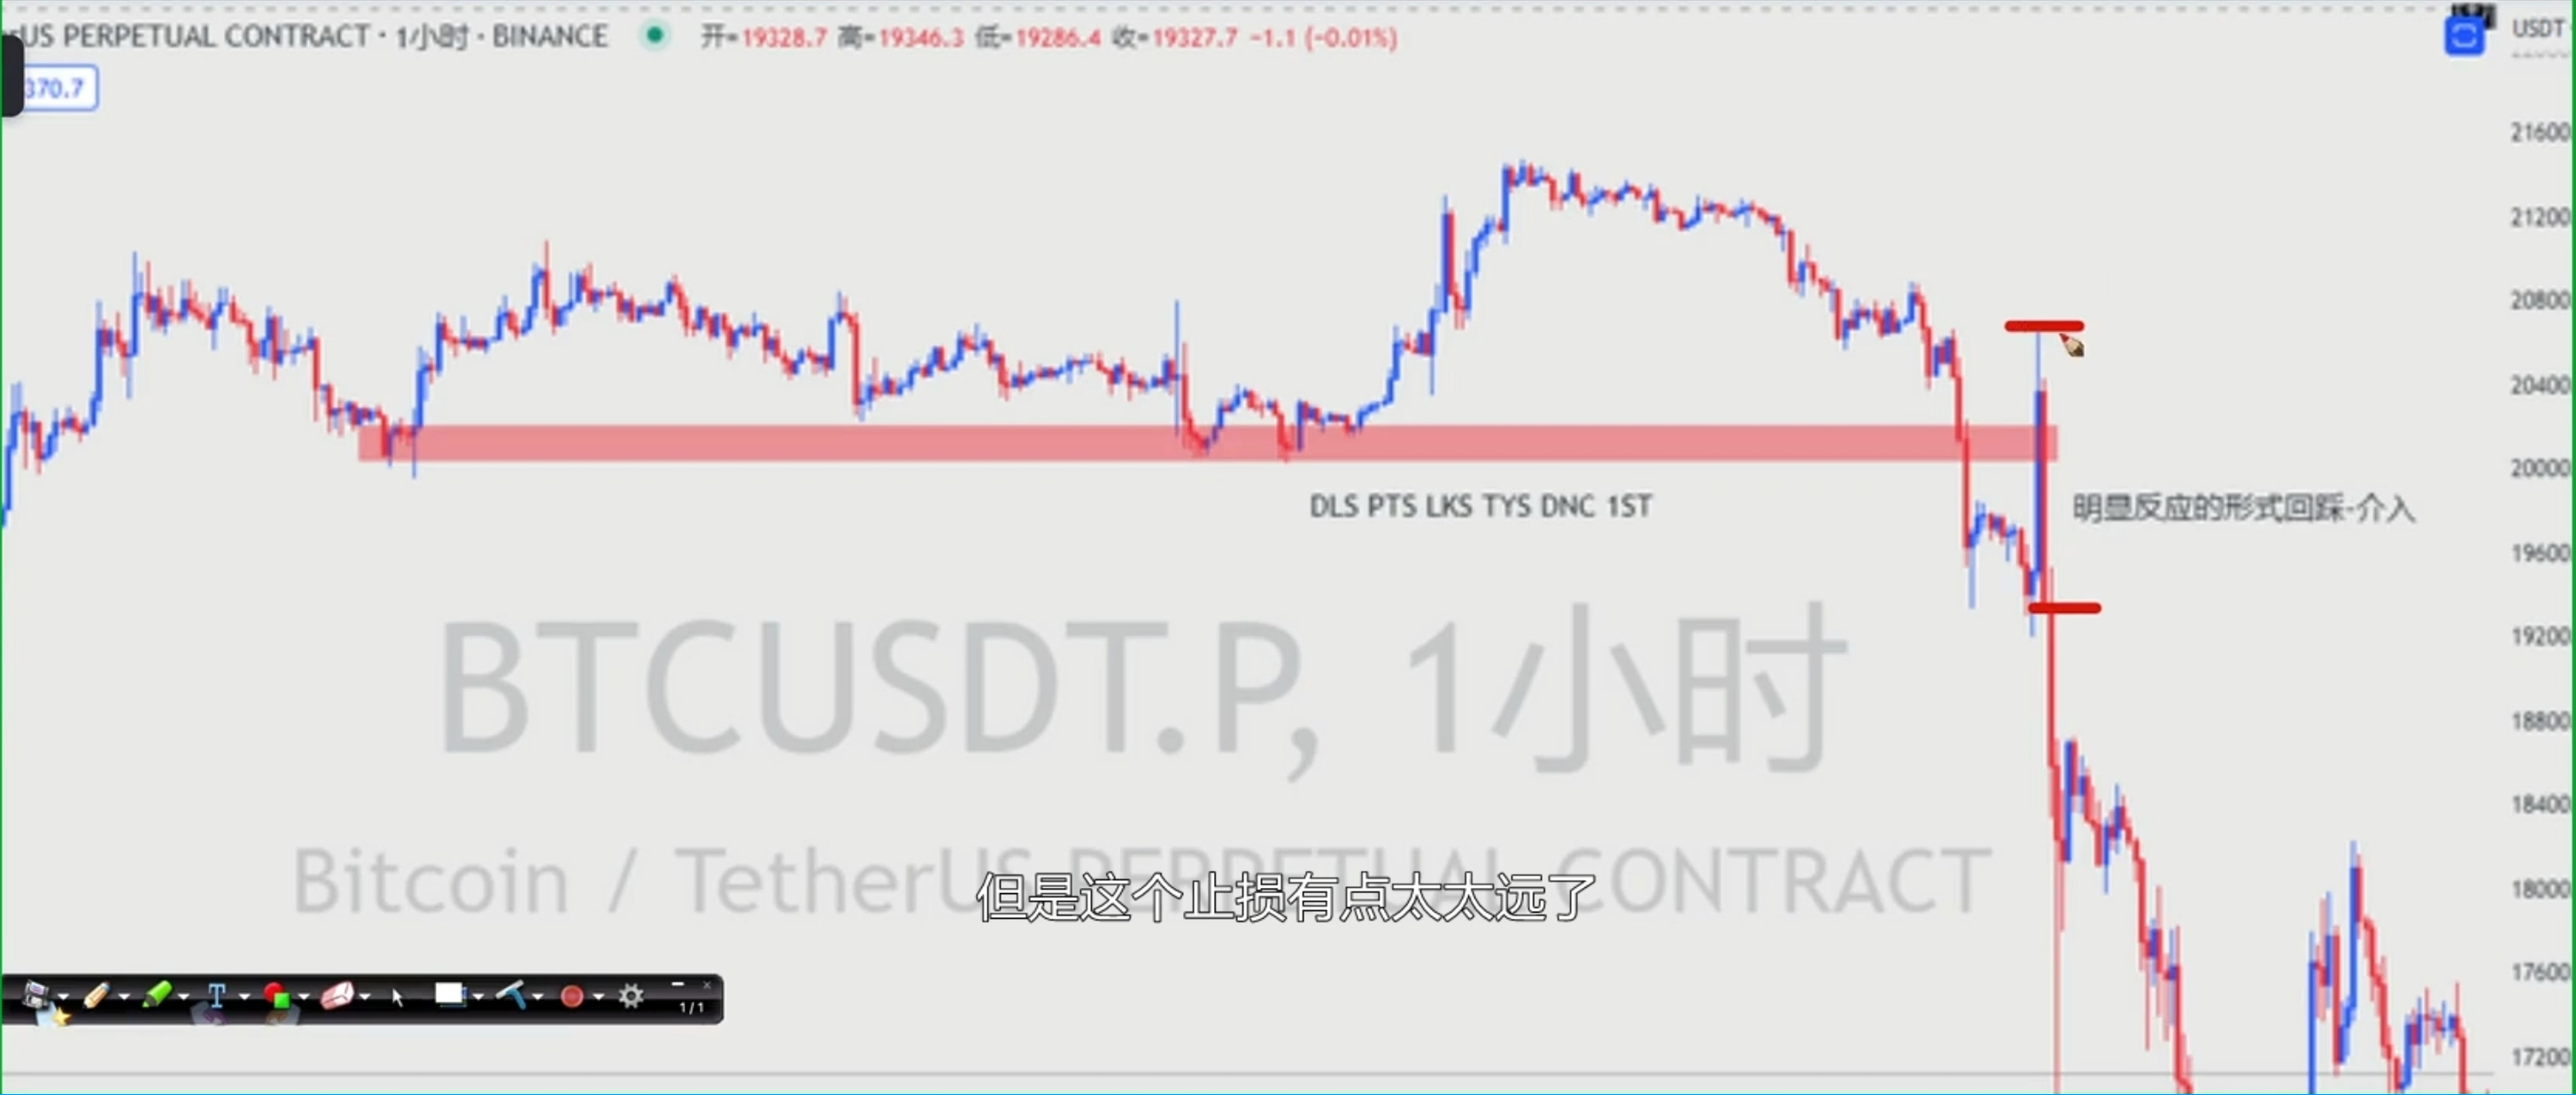 US PERPETUAL CONTRACT · 1小时 · BINANCE 开=19328.7 高=19346.3 低=19286.4 收=19327.7 −1.1 (−0.01%)
USDT
370.7
21600
21200
20800
20400
20000
DLS PTS LKS TYS DNC 1ST
明显反应的形式回踩-介入
19600
19200
BTCUSDT.P, 1小时
18800
18400
Bitcoin / TetherUS PERPETUAL CONTRACT
但是这个止损有点太太远了
18000
17600
1/1
17200